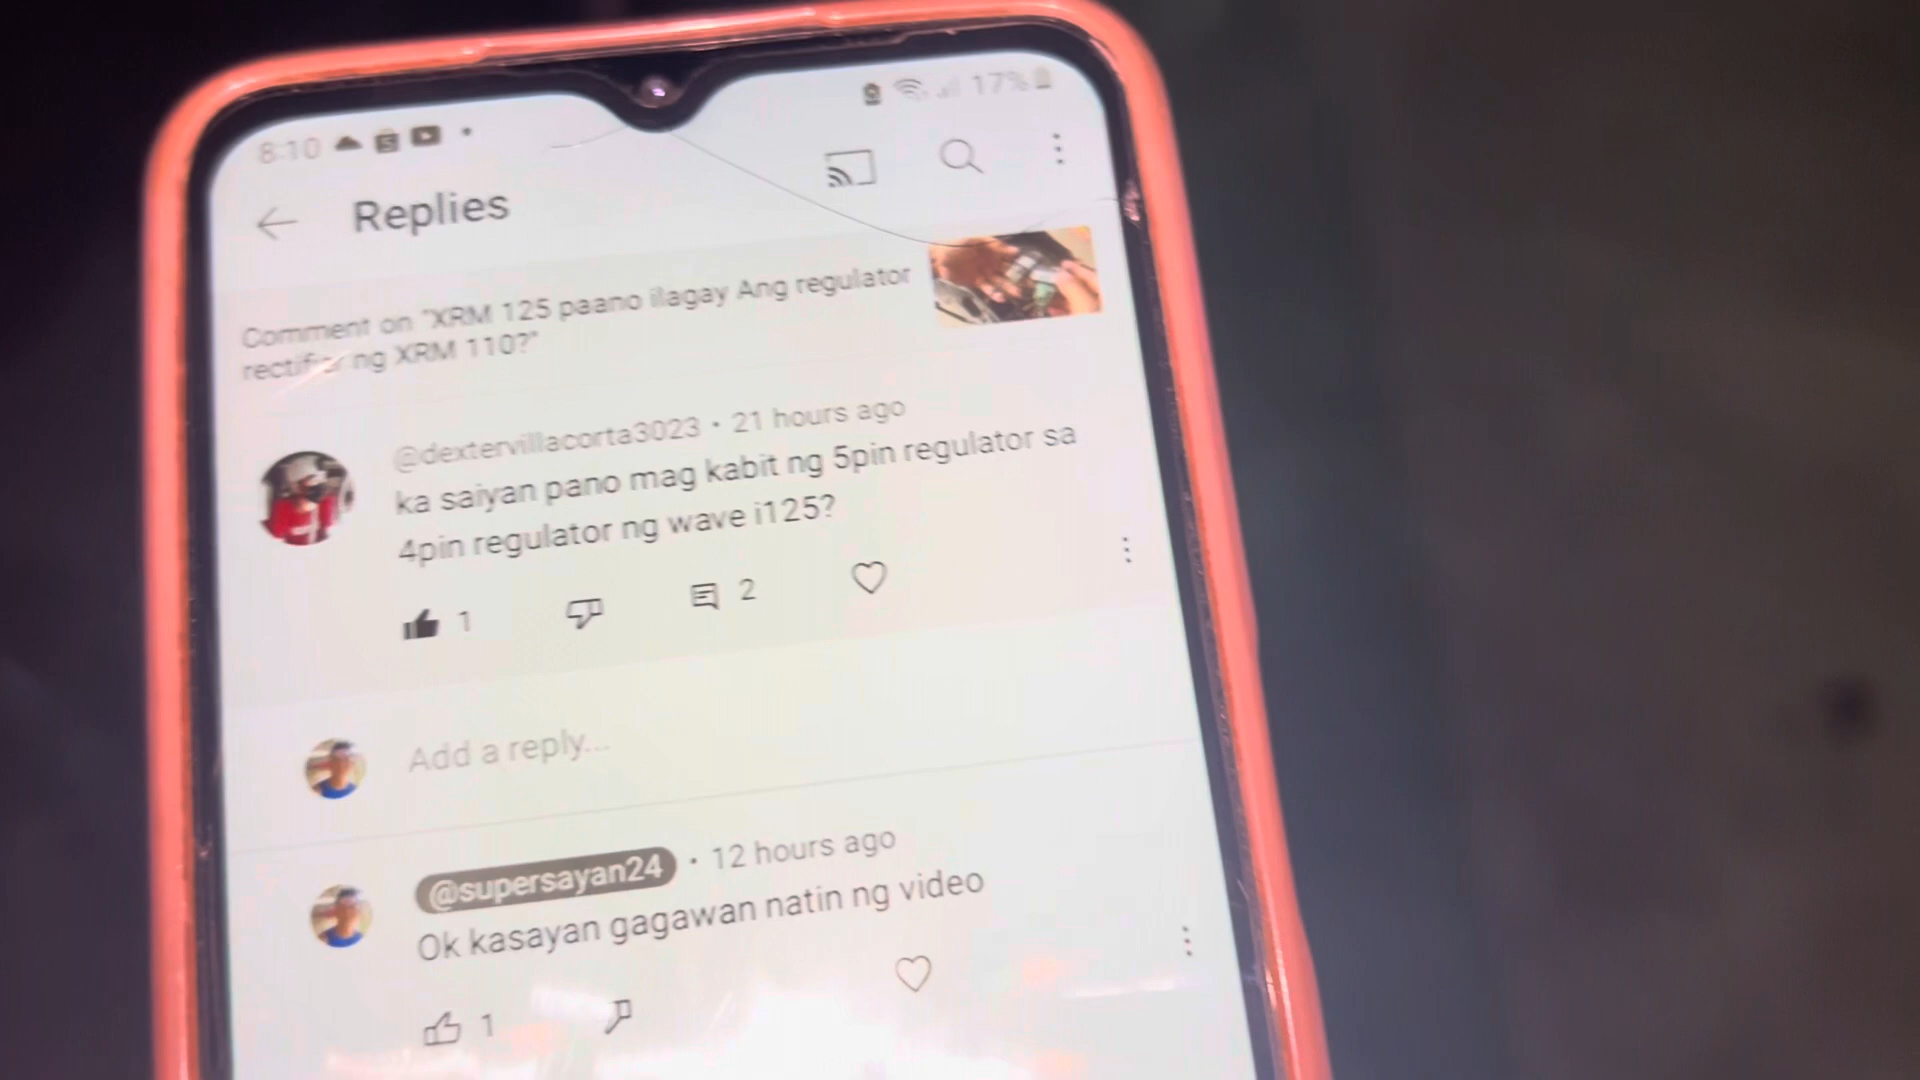 8:10 17%
Replies
Comment on "XRM 125 paano ilagay Ang regulator
rectifier ng XRM 110?"
@dextervillacorta3023 • 21 hours ago
ka saiyan pano mag kabit ng 5pin regulator sa
4pin regulator ng wave i125?
1 2
Add a reply...
@supersayan24 • 12 hours ago
Ok kasayan gagawan natin ng video
1